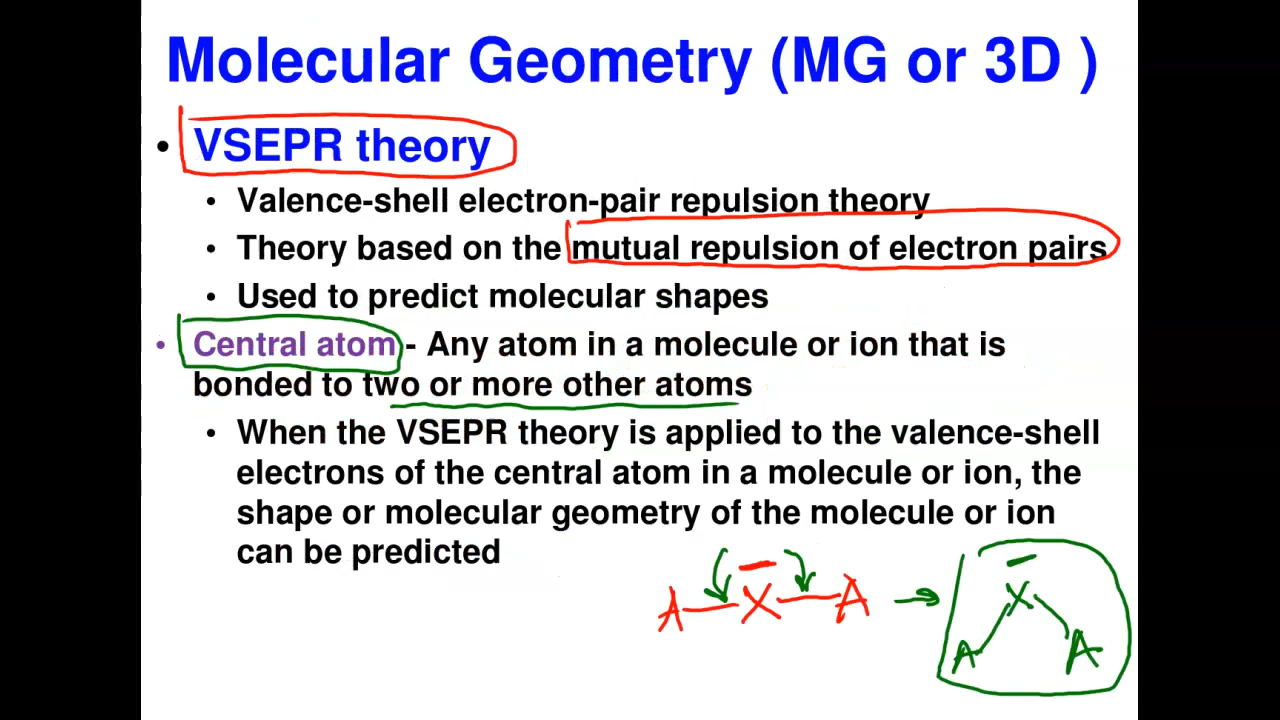 Molecular Geometry (MG or 3D )
• VSEPR theory
• Valence-shell electron-pair repulsion theory
• Theory based on the mutual repulsion of electron pairs
• Used to predict molecular shapes
• Central atom - Any atom in a molecule or ion that is
bonded to two or more other atoms
• When the VSEPR theory is applied to the valence-shell
electrons of the central atom in a molecule or ion, the
shape or molecular geometry of the molecule or ion
can be predicted
A—X—A → X
A A